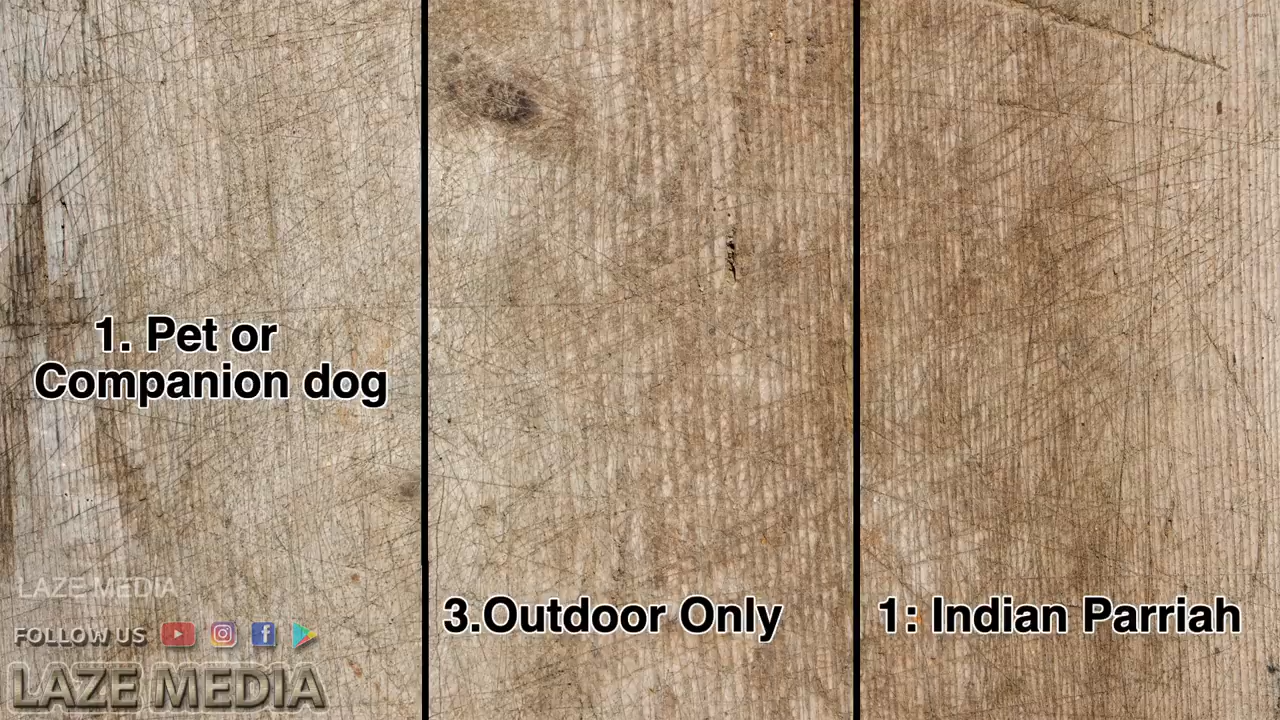 1. Pet or
Companion dog
3.Outdoor Only
1: Indian Parriah
LAZE MEDIA
FOLLOW US
LAZE MEDIA